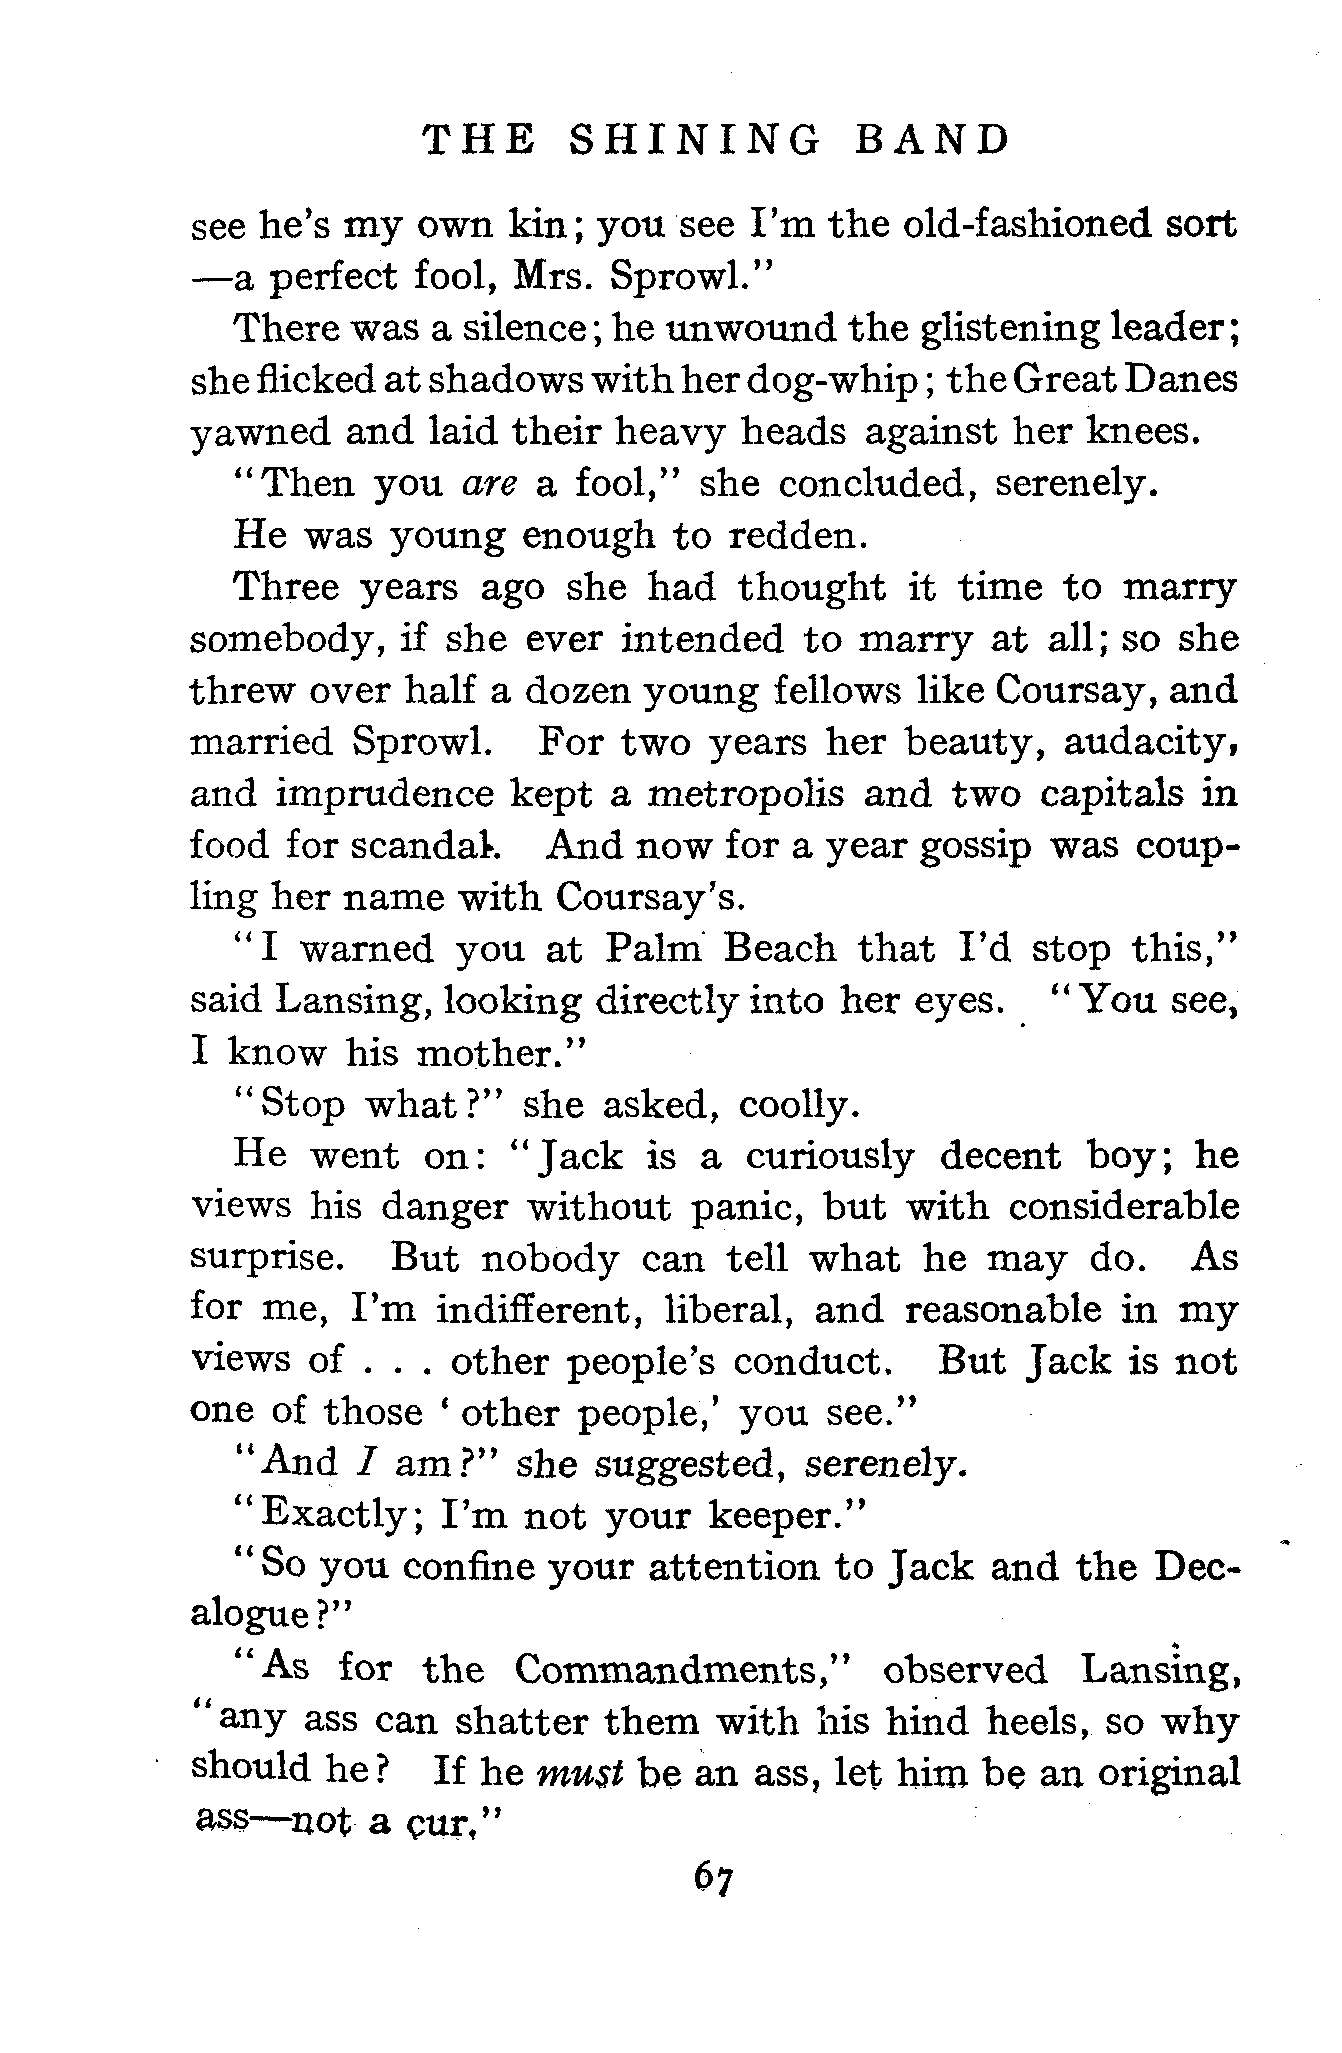 THE SHINING BAND
see he's my own kin; you see I'm the old-fashioned sort
—a perfect fool, Mrs. Sprowl."
There was a silence; he unwound the glistening leader;
she flicked at shadows with her dog-whip; the Great Danes
yawned and laid their heavy heads against her knees.
"Then you are a fool," she concluded, serenely.
He was young enough to redden.
Three years ago she had thought it time to marry
somebody, if she ever intended to marry at all; so she
threw over half a dozen young fellows like Coursay, and
married Sprowl. For two years her beauty, audacity,
and imprudence kept a metropolis and two capitals in
food for scandal. And now for a year gossip was coup-
ling her name with Coursay's.
"I warned you at Palm Beach that I'd stop this,"
said Lansing, looking directly into her eyes. "You see,
I know his mother."
"Stop what?" she asked, coolly.
He went on: "Jack is a curiously decent boy; he
views his danger without panic, but with considerable
surprise. But nobody can tell what he may do. As
for me, I'm indifferent, liberal, and reasonable in my
views of . . . other people's conduct. But Jack is not
one of those 'other people,' you see."
"And I am?" she suggested, serenely.
"Exactly; I'm not your keeper."
"So you confine your attention to Jack and the Dec-
alogue?"
"As for the Commandments," observed Lansing,
"any ass can shatter them with his hind heels, so why
should he? If he must be an ass, let him be an original
ass—not a cur."
67